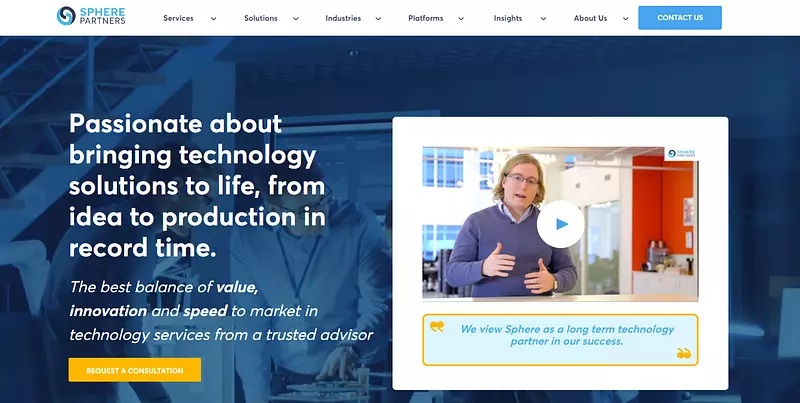 SPHERE
PARTNERS
Services
Solutions
Industries
Platforms
Insights
About Us
CONTACT US
Passionate about
bringing technology
solutions to life, from
idea to production in
record time.
The best balance of value,
innovation and speed to market in
technology services from a trusted advisor
REQUEST A CONSULTATION
SPHERE
PARTNERS
We view Sphere as a long term technology
partner in our success.